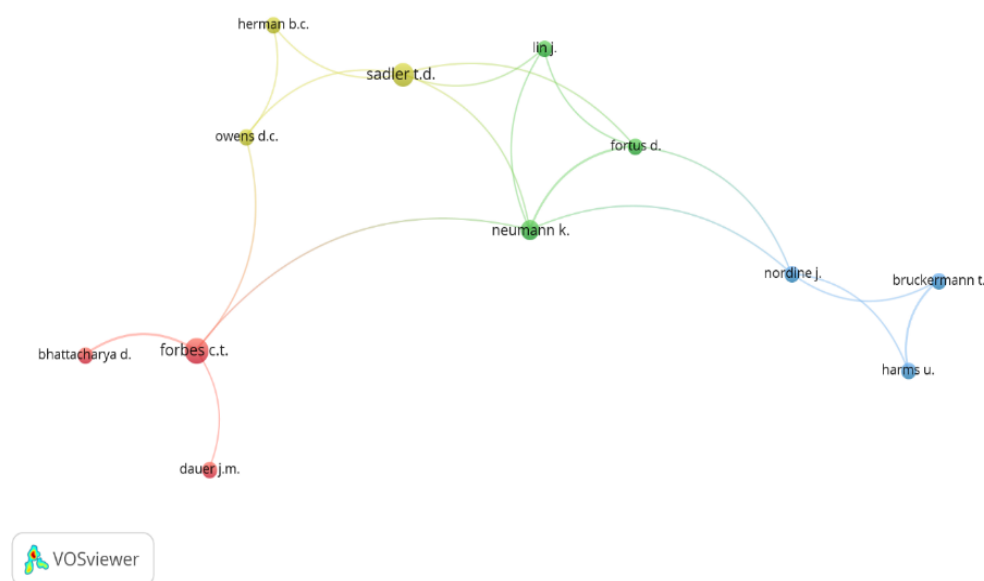 herman b.c.
lin j.
sadler t.d.
owens d.c.
fortus d.
neumann k.
nordine j.
bruckermann t.
forbes c.t.
bhattacharya d.
harms u.
dauer j.m.
VOSviewer